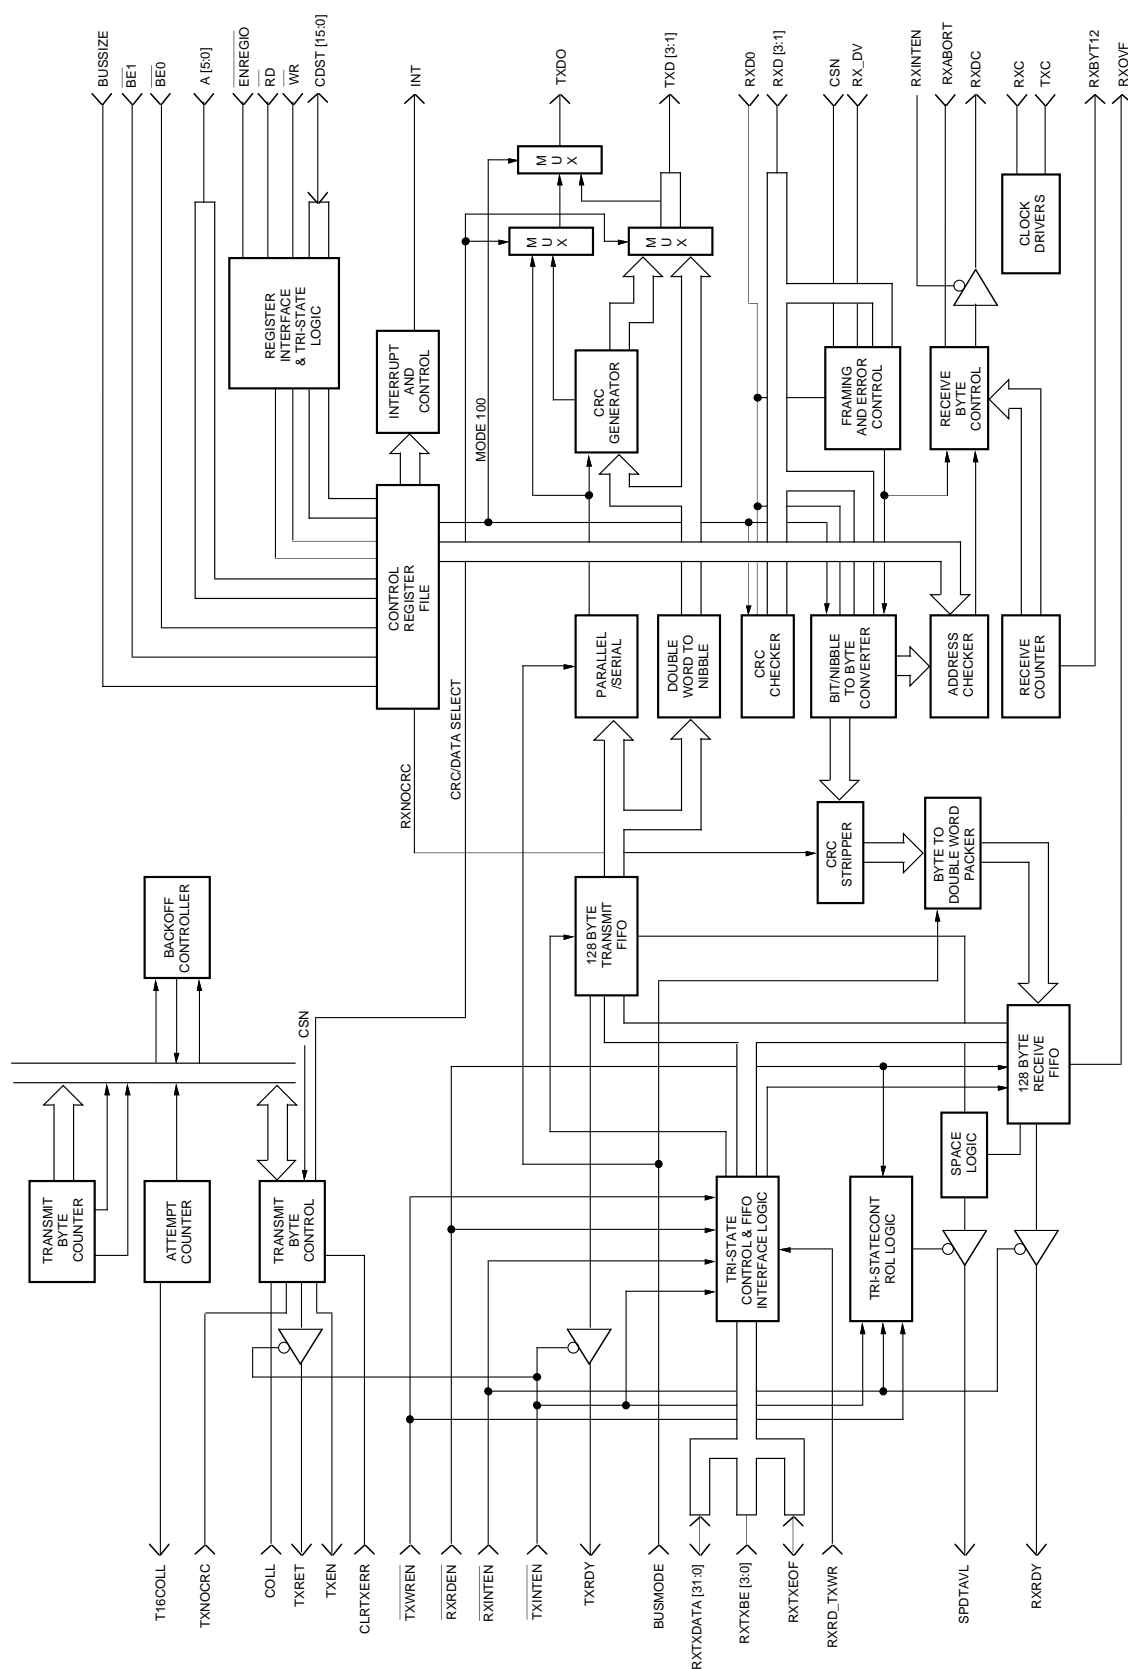 BUSSIZE
BE1
BE0
A [5:0]
ENREGIO
RD
WR
CDST [15:0]
INT
TXDO
TXD [3:1]
RXD0
RXD [3:1]
CSN
RX_DV
RXINTEN
RXABORT
RXDC
RXC
TXC
RXBYT12
RXOVF
REGISTER
INTERFACE
& TRI-STATE
LOGIC
INTERRUPT
AND
CONTROL
MUX
MUX
MUX
CLOCK
DRIVERS
MODE 100
CRC
GENERATOR
FRAMING
AND ERROR
CONTROL
RECEIVE
BYTE
CONTROL
CONTROL
REGISTER
FILE
RXNOCRC
CRC/DATA SELECT
PARALLEL
/SERIAL
DOUBLE
WORD TO
NIBBLE
CRC
CHECKER
BIT/NIBBLE
TO BYTE
CONVERTER
ADDRESS
CHECKER
RECEIVE
COUNTER
BACKOFF
CONTROLLER
128 BYTE
TRANSMIT
FIFO
CRC
STRIPPER
BYTE TO
DOUBLE WORD
PACKER
CSN
128 BYTE
RECEIVE
FIFO
TRANSMIT
BYTE
COUNTER
ATTEMPT
COUNTER
TRANSMIT
BYTE
CONTROL
TRI-STATE
CONTROL & FIFO
INTERFACE LOGIC
TRI-STATECONT
ROL LOGIC
SPACE
LOGIC
T16COLL
TXNOCRC
COLL
TXRET
TXEN
CLRTXERR
TXWREN
RXRDEN
RXINTEN
TXINTEN
TXRDY
BUSMODE
RXTXDATA [31:0]
RXTXBE [3:0]
RXTXEOF
RXRD_TXWR
SPDTAVL
RXRDY